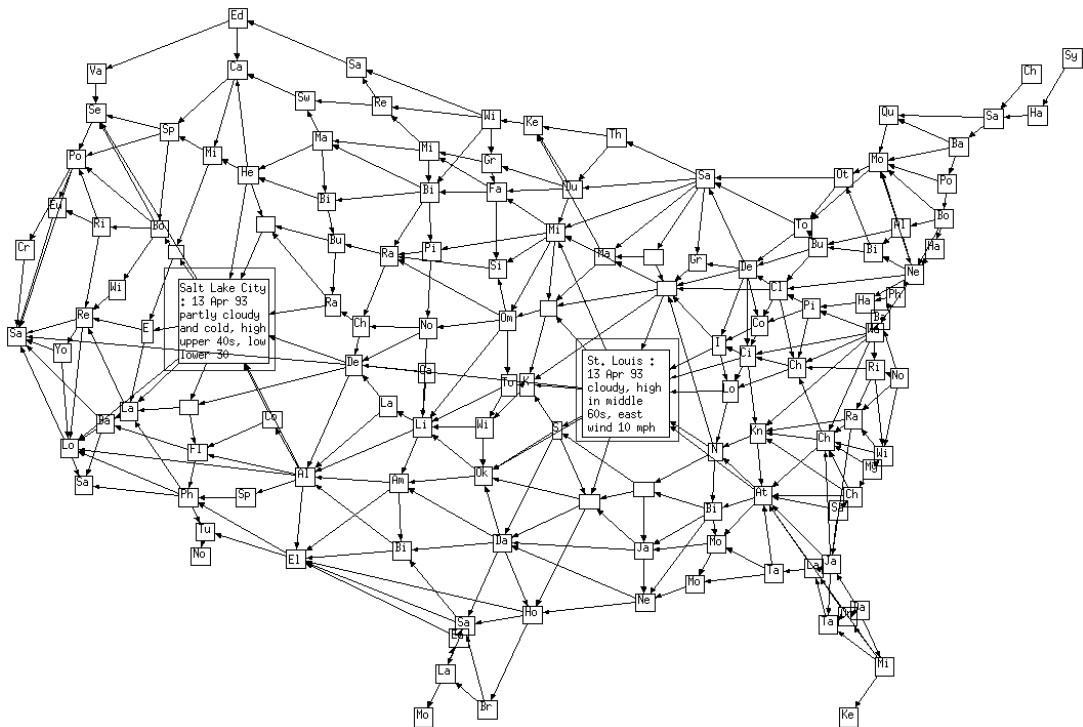 Ed
Sy
Ch
Va
Ca
Sa
Se
Sw
Re
Wi
Ke
Th
Qu
Sa
Ha
Sp
Ma
Ba
Po
Mi
Mi
Gr
Mo
He
Bi
Fa
Du
Sa
Ot
Po
Eu
Ri
Bo
Bi
To
Al
Bo
Cr
Bu
Ra
Pi
Mi
Bu
Bi
Ha
Ma
Gr
De
Ne
Si
Wi
Salt Lake City
: 13 Apr 93
partly cloudy
and cold, high
upper 40s, low
lower 30
Cl
Ha
Ph
Pi
Ra
Re
Om
Ch
No
Co
Sa
E
Yo
I
St. Louis :
13 Apr 93
cloudy, high
in middle
60s, east
wind 10 mph
Ci
De
Ch
Ri
No
Tu
K
Lo
La
La
Co
Ra
Li
Wi
S
Kn
Ch
Lo
Fl
N
Wi
My
Sa
Al
Am
Ok
Ph
Sp
At
Ch
Sa
Bi
Tu
No
El
Bi
Da
Ja
Mo
Ta
La
Ja
Mo
Ne
Ho
Sa
Ta
La
Mi
Mo
Br
Ke